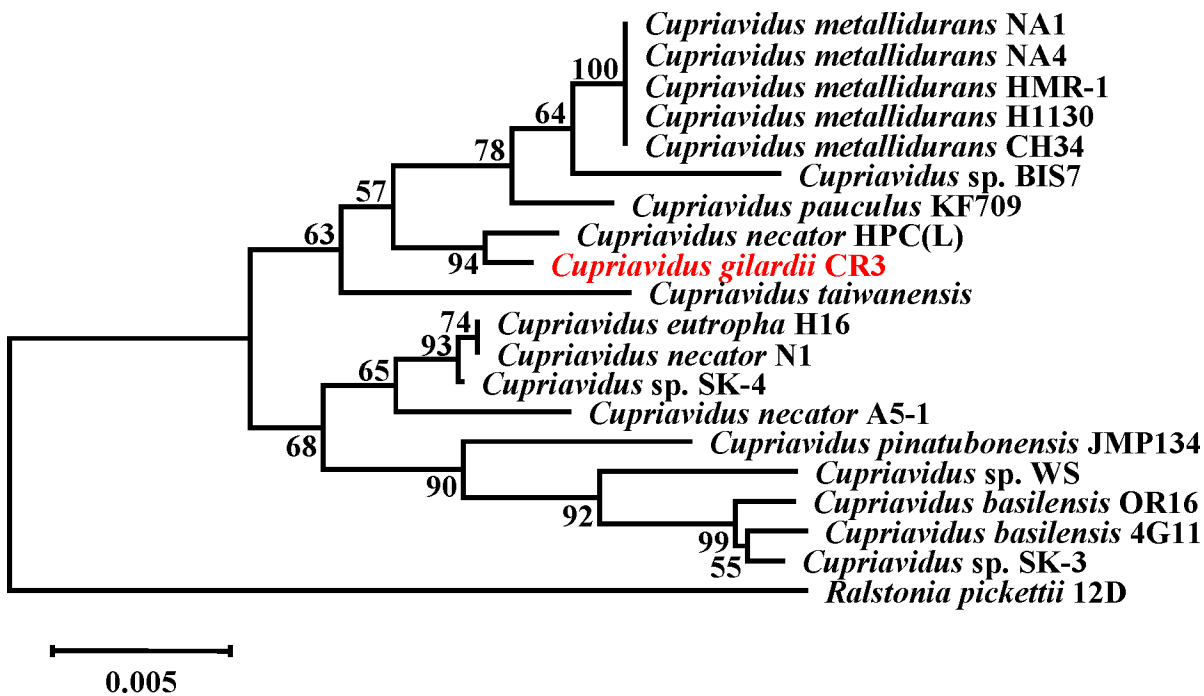 Cupriavidus metallidurans NA1
Cupriavidus metallidurans NA4
100
Cupriavidus metallidurans HMR-1
64
Cupriavidus metallidurans H1130
78
Cupriavidus metallidurans CH34
Cupriavidus sp. BIS7
57
Cupriavidus pauculus KF709
63
Cupriavidus necator HPC(L)
94
Cupriavidus gilardii CR3
Cupriavidus taiwanensis
74
Cupriavidus eutropha H16
93
Cupriavidus necator N1
65
Cupriavidus sp. SK-4
Cupriavidus necator A5-1
68
Cupriavidus pinatubonensis JMP134
90
Cupriavidus sp. WS
92
Cupriavidus basilensis OR16
99
Cupriavidus basilensis 4G11
55
Cupriavidus sp. SK-3
Ralstonia pickettii 12D
0.005